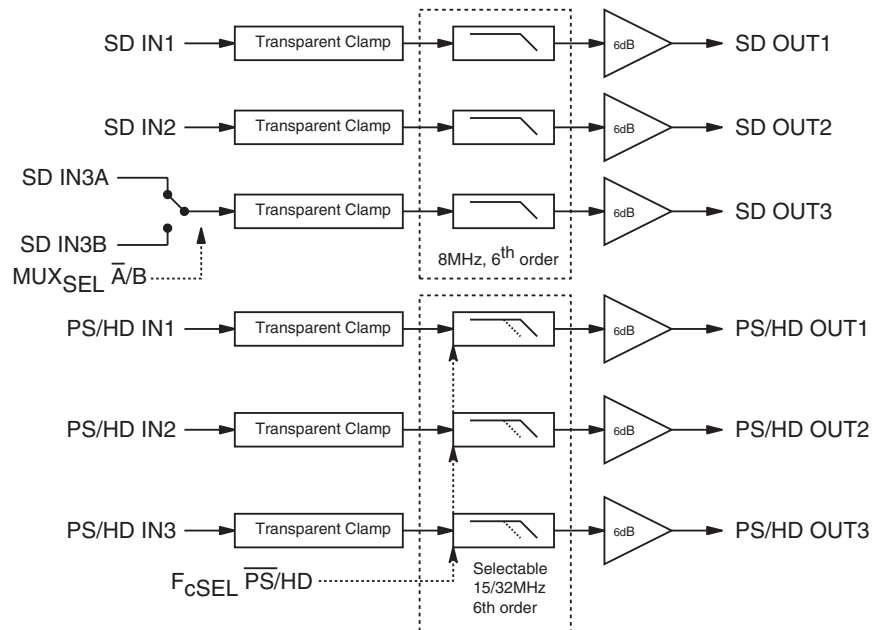 SD IN1
Transparent Clamp
6dB
SD OUT1
SD IN2
Transparent Clamp
6dB
SD OUT2
SD IN3A
SD IN3B
Transparent Clamp
6dB
SD OUT3
8MHz, 6th order
MUXSEL A̅/B
PS/HD IN1
Transparent Clamp
6dB
PS/HD OUT1
PS/HD IN2
Transparent Clamp
6dB
PS/HD OUT2
PS/HD IN3
Transparent Clamp
6dB
PS/HD OUT3
FcSEL P̅S̅/HD
Selectable
15/32MHz
6th order